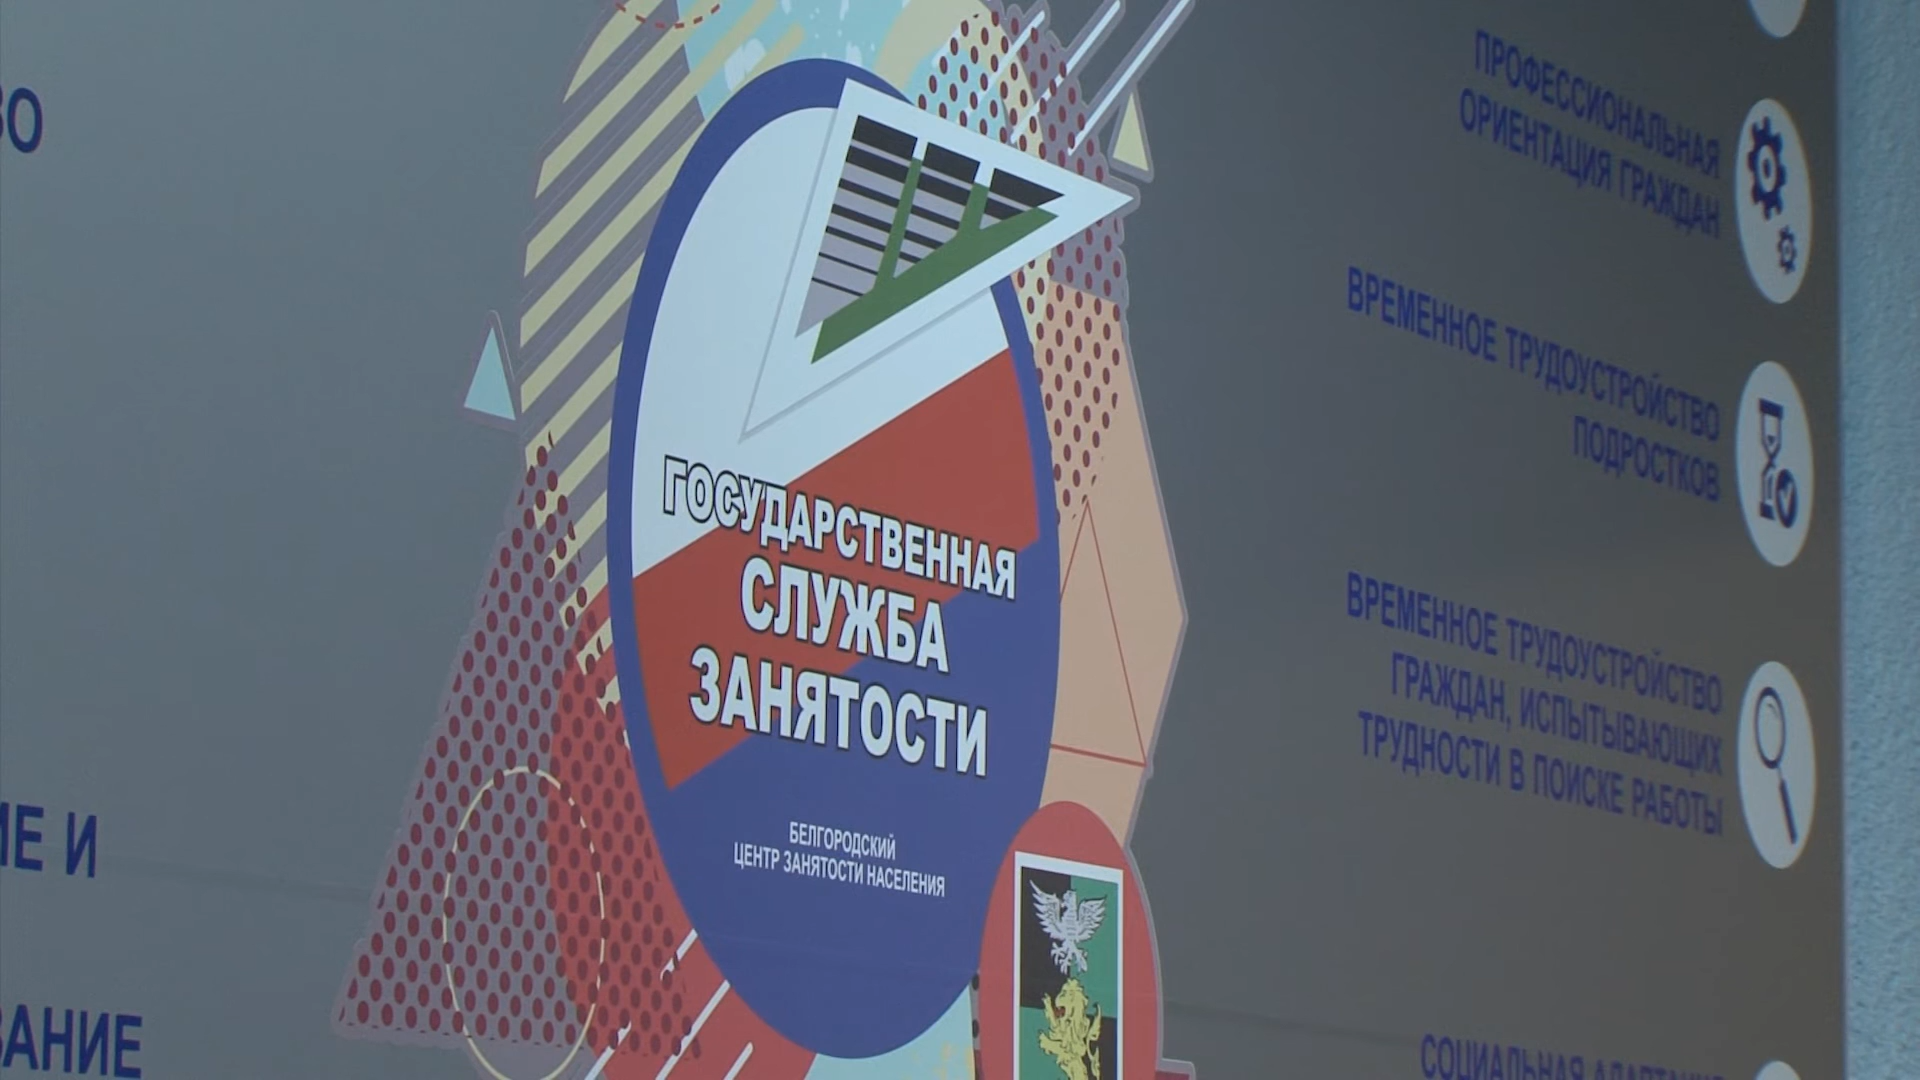 ГОСУДАРСТВЕННАЯ
СЛУЖБА
ЗАНЯТОСТИ
БЕЛГОРОДСКИЙ
ЦЕНТР ЗАНЯТОСТИ НАСЕЛЕНИЯ
ПРОФЕССИОНАЛЬНАЯ
ОРИЕНТАЦИЯ ГРАЖДАН
ВРЕМЕННОЕ ТРУДОУСТРОЙСТВО
ПОДРОСТКОВ
ВРЕМЕННОЕ ТРУДОУСТРОЙСТВО
ГРАЖДАН, ИСПЫТЫВАЮЩИХ
ТРУДНОСТИ В ПОИСКЕ РАБОТЫ
СОЦИАЛЬНАЯ АДАПТАЦИЯ
И